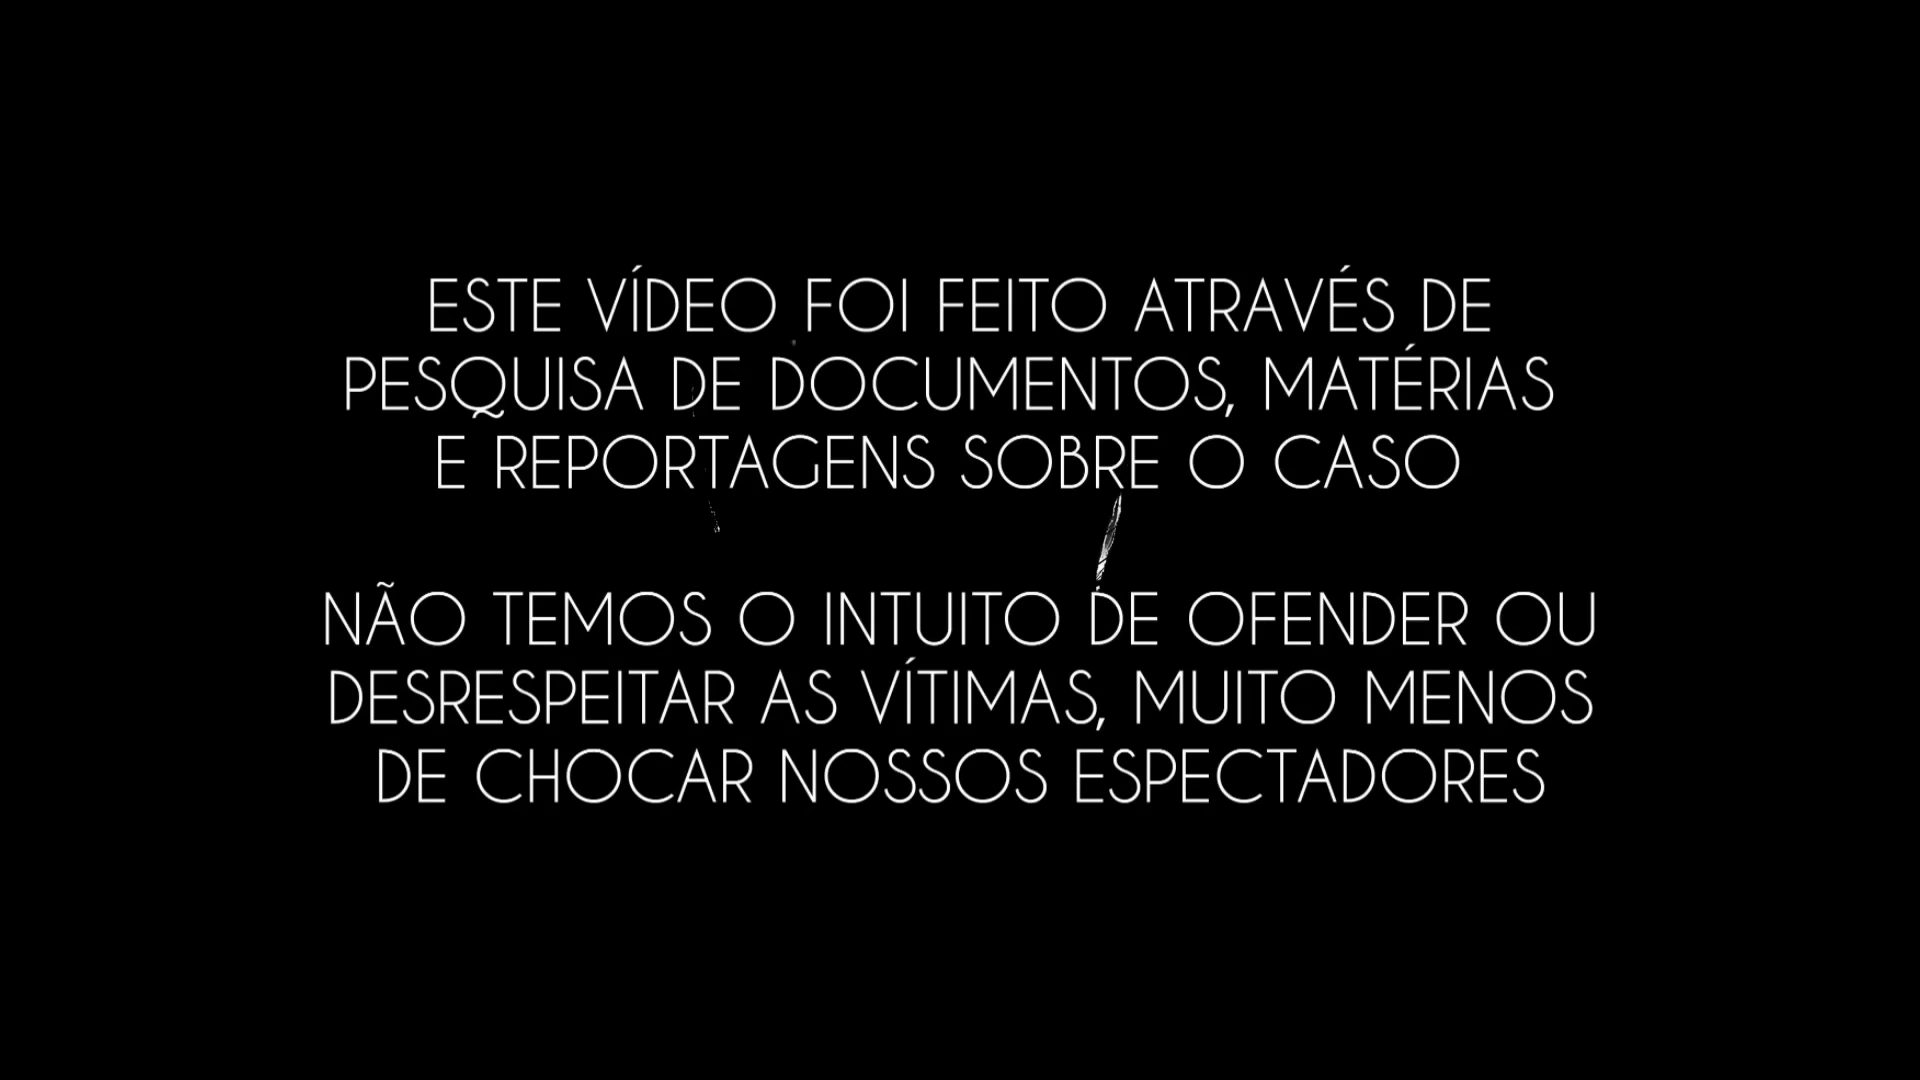 ESTE VÍDEO FOI FEITO ATRAVÉS DE
PESQUISA DE DOCUMENTOS, MATÉRIAS
E REPORTAGENS SOBRE O CASO
NÃO TEMOS O INTUITO DE OFENDER OU
DESRESPEITAR AS VÍTIMAS, MUITO MENOS
DE CHOCAR NOSSOS ESPECTADORES